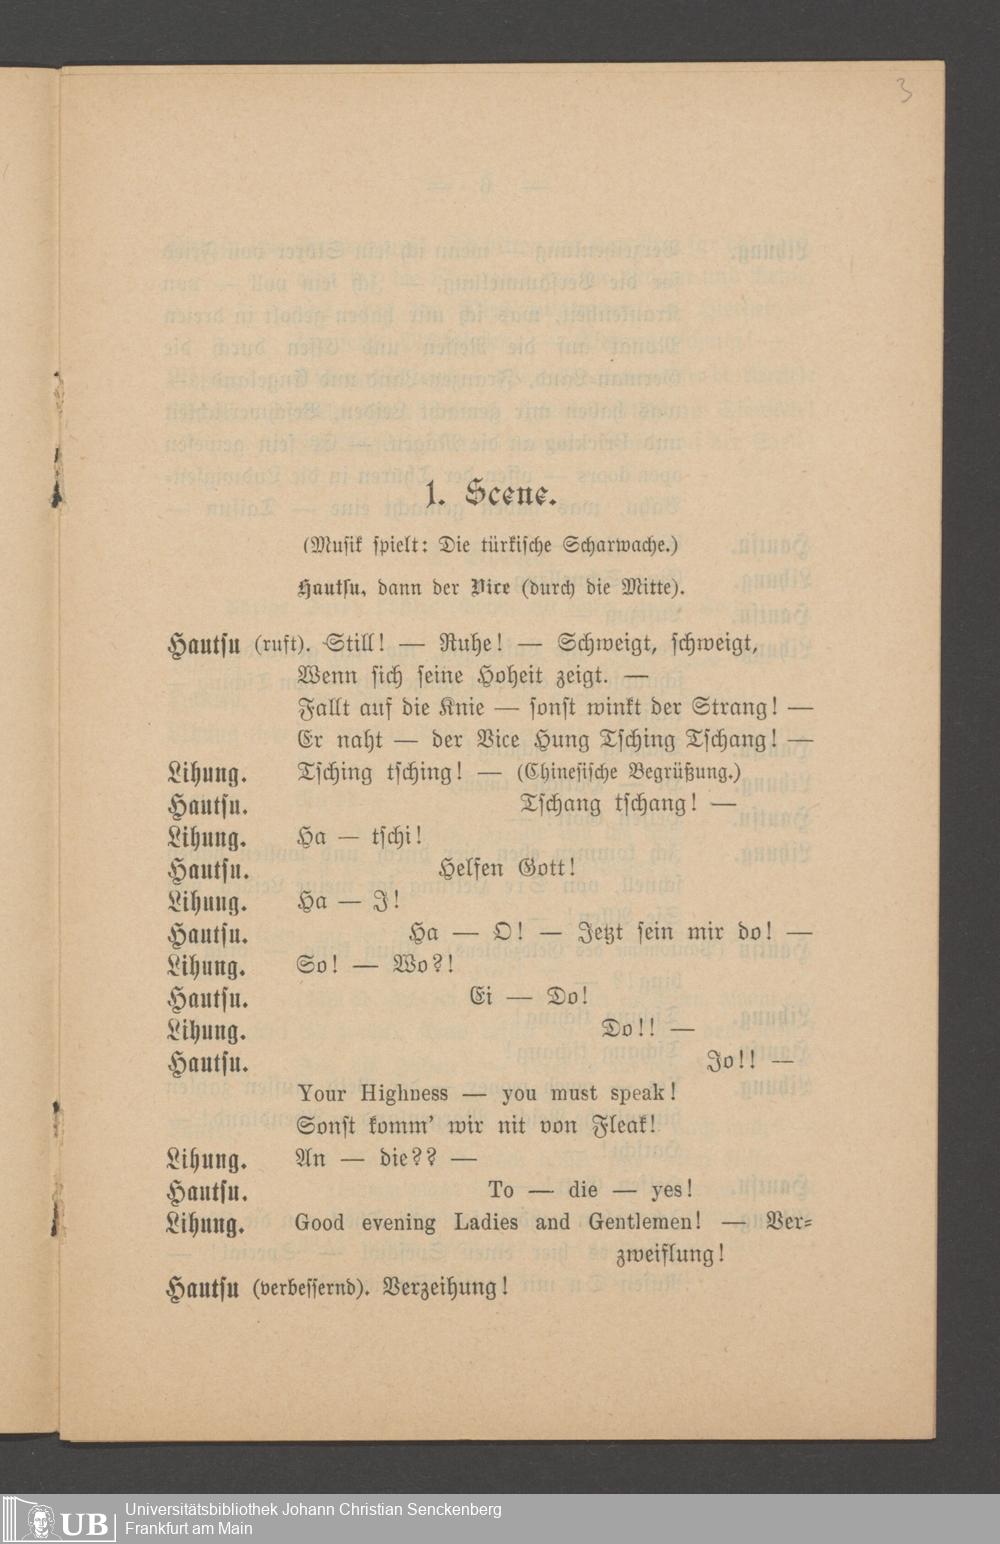 3
1. Scene.
(Musik spielt: Die türkische Scharwache.)
Hautsu, dann der Vice (durch die Mitte).
Hautsu (ruft). Still! — Ruhe! — Schweigt, schweigt,
Wenn sich seine Hoheit zeigt. —
Fallt auf die Knie — sonst winkt der Strang! —
Er naht — der Vice Hung Tsching Tschang! —
Lihung. Tsching tsching! — (Chinesische Begrüßung.)
Hautsu. Tschang tschang! —
Lihung. Ha — tschi!
Hautsu. Helfen Gott!
Lihung. Ha — J!
Hautsu. Ha — O! — Jetzt sein mir do! —
Lihung. So! — Wo?!
Hautsu. Ei — Do!
Lihung. Do!! —
Hautsu. Jo!! —
Your Highness — you must speak!
Sonst komm' wir nit von Fleak!
Lihung. An — die?? —
Hautsu. To — die — yes!
Lihung. Good evening Ladies and Gentlemen! — Ver-
zweiflung!
Hautsu (verbessernd). Verzeihung!
UB Universitätsbibliothek Johann Christian Senckenberg
Frankfurt am Main